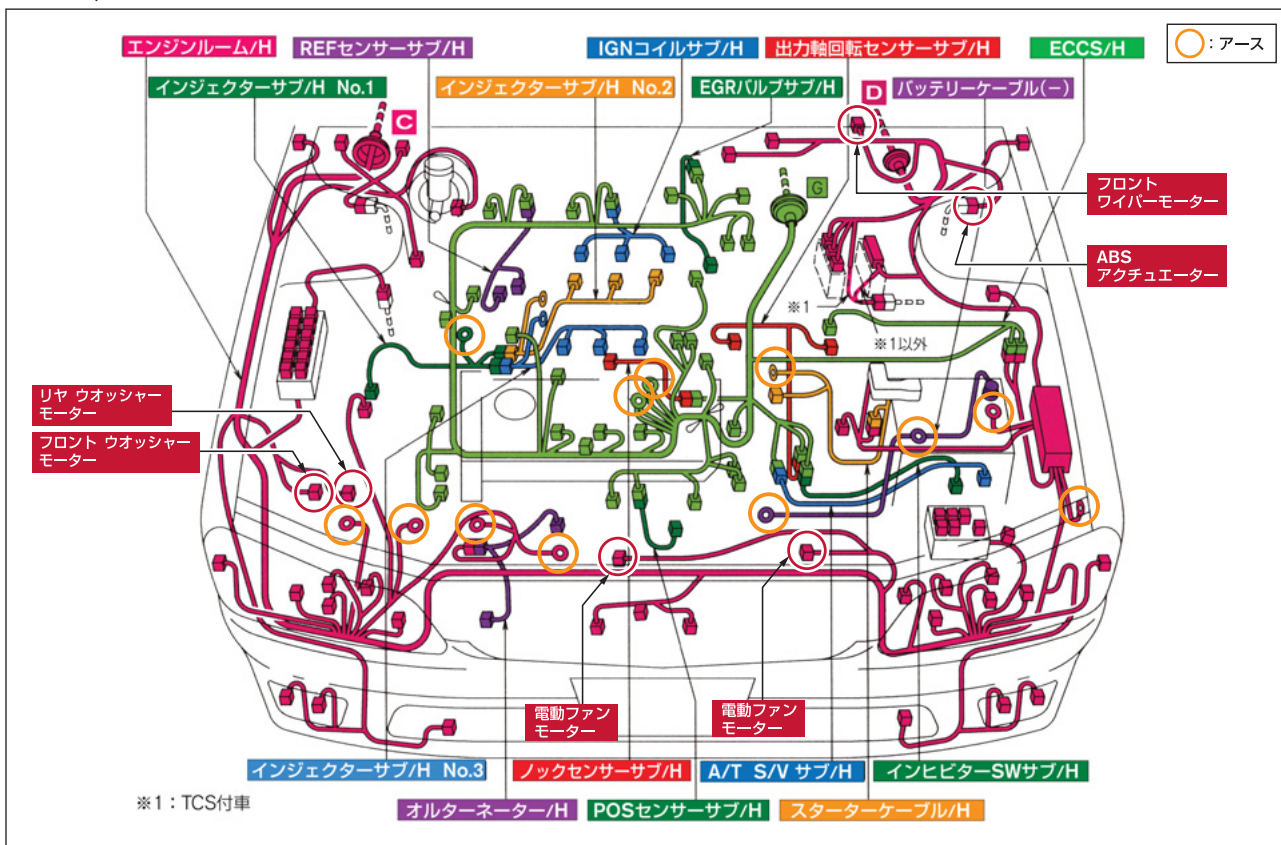 エンジンルーム/H
REFセンサーサブ/H
IGNコイルサブ/H
出力軸回転センサーサブ/H
ECCS/H
：アース
インジェクターサブ/H No.1
インジェクターサブ/H No.2
EGRバルブサブ/H
バッテリーケーブル(−)
C
D
G
フロント
ワイパーモーター
ABS
アクチュエーター
※1
※1以外
リヤ ウオッシャー
モーター
フロント ウオッシャー
モーター
電動ファン
モーター
電動ファン
モーター
インジェクターサブ/H No.3
ノックセンサーサブ/H
A/T S/V サブ/H
インヒビターSWサブ/H
※1：TCS付車
オルターネーター/H
POSセンサーサブ/H
スターターケーブル/H